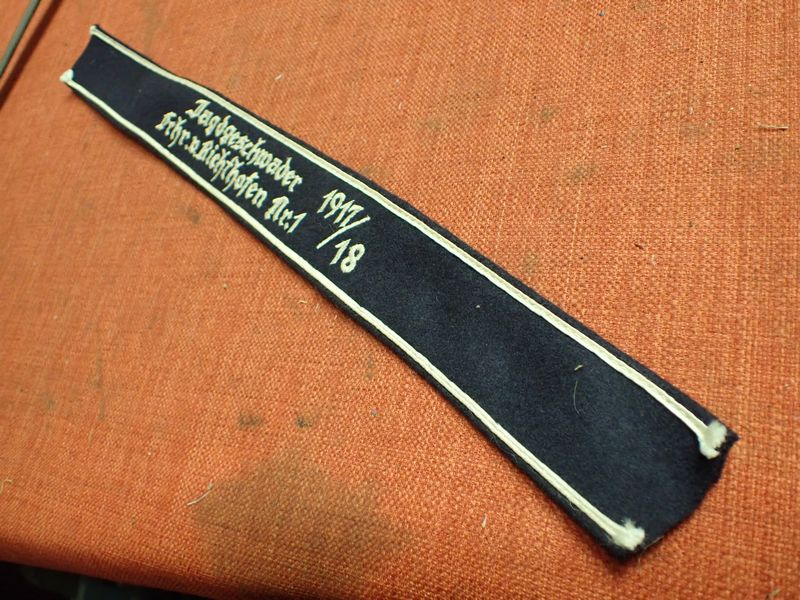 Jagdgeschwader
Frhr. v. Richthofen Nr. 1
1917/18